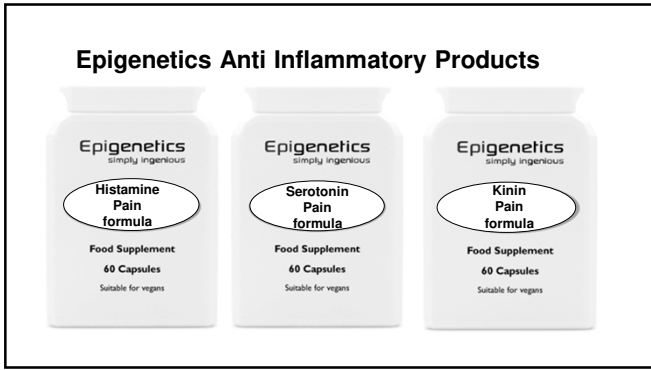 Epigenetics Anti Inflammatory Products
Epigenetics
simply ingenious
Histamine
Pain
formula
Food Supplement
60 Capsules
Suitable for vegans
Epigenetics
simply ingenious
Serotonin
Pain
formula
Food Supplement
60 Capsules
Suitable for vegans
Epigenetics
simply ingenious
Kinin
Pain
formula
Food Supplement
60 Capsules
Suitable for vegans